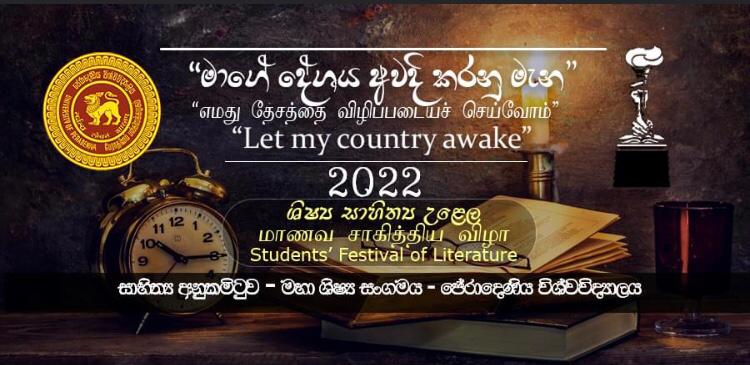 “මාගේ දේශය අවදි කරනු මැන”
“எமது தேசத்தை விழிப்படையச் செய்வோம்”
“Let my country awake”
2022
ශිෂ්‍ය සාහිත්‍ය උළෙල
மாணவ சாகித்திய விழா
Students’ Festival of Literature
සාහිත්‍ය අනුකමිටුව – මහා ශිෂ්‍ය සංගමය - පේරාදෙණිය විශ්වවිද්‍යාලය